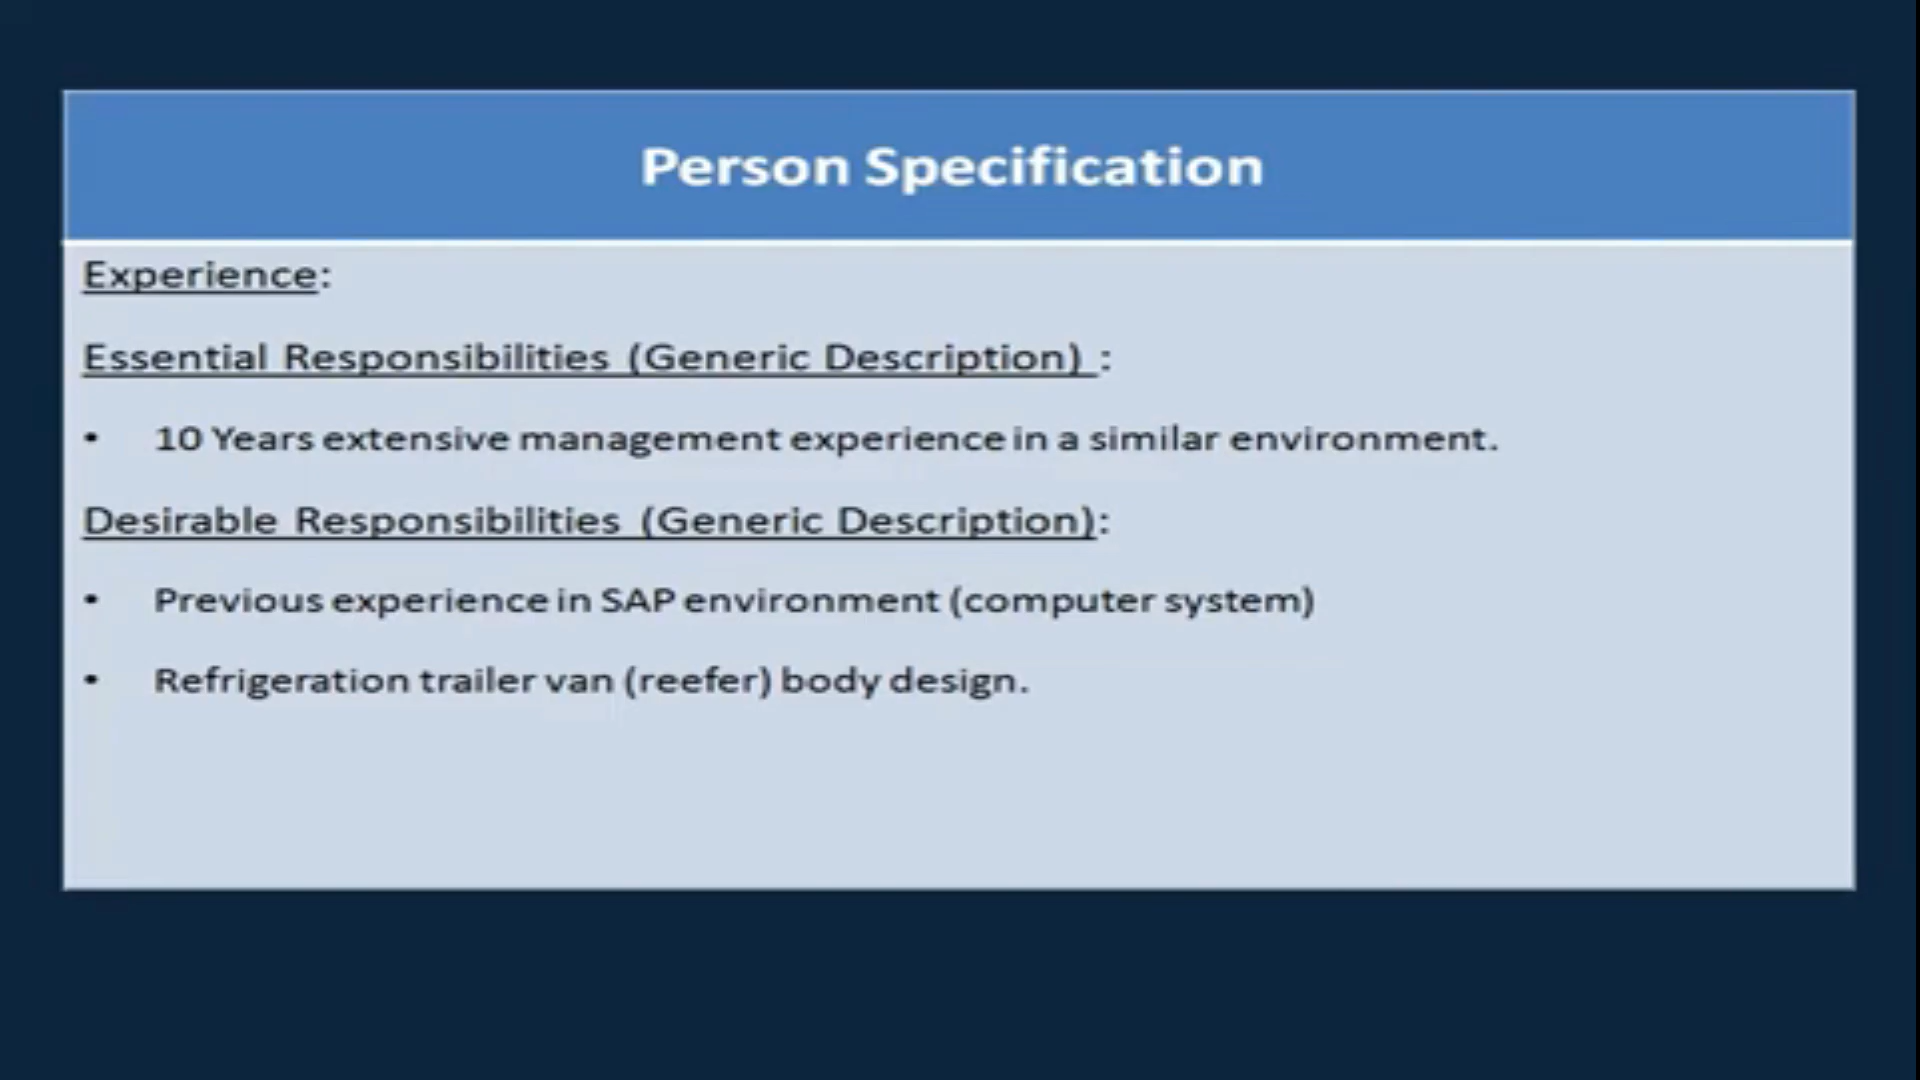 Person Specification
Experience:
Essential Responsibilities (Generic Description) :
• 10 Years extensive management experience in a similar environment.
Desirable Responsibilities (Generic Description):
• Previous experience in SAP environment (computer system)
• Refrigeration trailer van (reefer) body design.